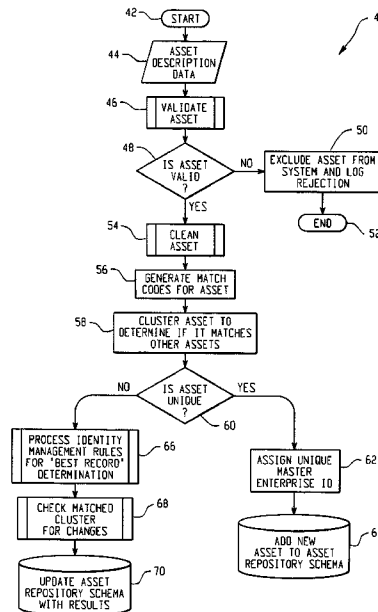 42
START
4
44
ASSET
DESCRIPTION
DATA
46
VALIDATE
ASSET
48
IS ASSET
VALID
?
NO
YES
50
EXCLUDE ASSET FROM
SYSTEM AND LOG
REJECTION
END
52
54
CLEAN
ASSET
56
GENERATE MATCH
CODES FOR ASSET
58
CLUSTER ASSET TO
DETERMINE IF IT MATCHES
OTHER ASSETS
NO
IS ASSET
UNIQUE
?
YES
60
PROCESS IDENTITY
MANAGEMENT RULES
FOR "BEST RECORD"
DETERMINATION
66
ASSIGN UNIQUE
MASTER
ENTERPRISE ID
62
CHECK MATCHED
CLUSTER
FOR CHANGES
68
ADD NEW
ASSET TO ASSET
REPOSITORY SCHEMA
6
UPDATE ASSET
REPOSITORY SCHEMA
WITH RESULTS
70